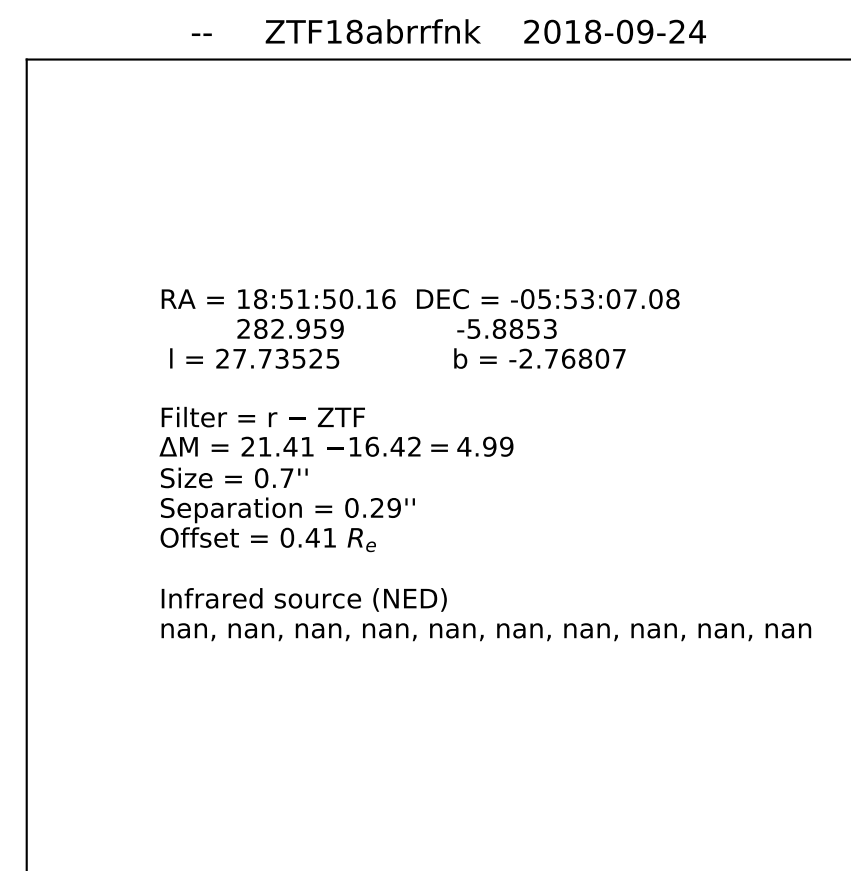 -- ZTF18abrrfnk 2018-09-24
RA = 18:51:50.16 DEC = -05:53:07.08
282.959 -5.8853
l = 27.73525 b = -2.76807
Filter = r − ZTF
ΔM = 21.41 −16.42 = 4.99
Size = 0.7''
Separation = 0.29''
Offset = 0.41 Re
Infrared source (NED)
nan, nan, nan, nan, nan, nan, nan, nan, nan, nan